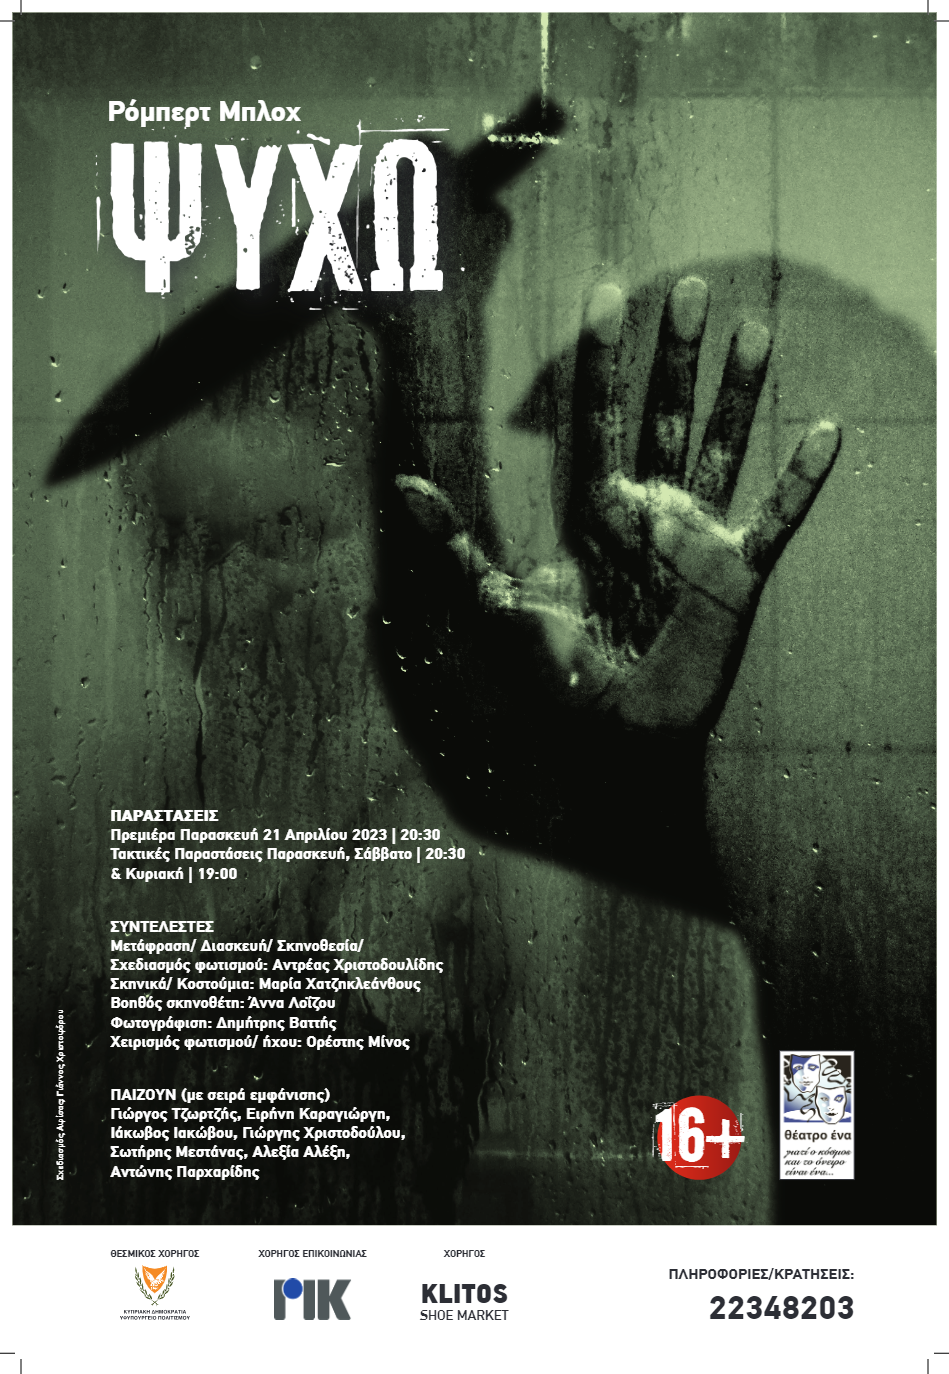 Ρόμπερτ Μπλοχ
ΨΥΧΩ
ΠΑΡΑΣΤΑΣΕΙΣ
Πρεμιέρα Παρασκευή 21 Απριλίου 2023 | 20:30
Τακτικές Παραστάσεις Παρασκευή, Σάββατο | 20:30
& Κυριακή | 19:00
ΣΥΝΤΕΛΕΣΤΕΣ
Μετάφραση/ Διασκευή/ Σκηνοθεσία/
Σχεδιασμός φωτισμού: Αντρέας Χριστοδουλίδης
Σκηνικά/ Κοστούμια: Μαρία Χατζηκλεάνθους
Βοηθός σκηνοθέτη: Άννα Λοΐζου
Φωτογράφιση: Δημήτρης Βαττής
Χειρισμός φωτισμού/ ήχου: Ορέστης Μίνος
ΠΑΙΖΟΥΝ (με σειρά εμφάνισης)
Γιώργος Τζωρτζής, Ειρήνη Καραγιώργη,
Ιάκωβος Ιακώβου, Γιώργης Χριστοδούλου,
Σωτήρης Μεστάνας, Αλεξία Αλέξη,
Αντώνης Παρχαρίδης
Σχεδιασμός Αφίσας: Γιάννος Χριστοφόρου
16+
θέατρο ένα
γιατί ο κόσμος
και το όνειρο
είναι ένα...
ΘΕΣΜΙΚΟΣ ΧΟΡΗΓΟΣ
ΚΥΠΡΙΑΚΗ ΔΗΜΟΚΡΑΤΙΑ
ΥΦΥΠΟΥΡΓΕΙΟ ΠΟΛΙΤΙΣΜΟΥ
ΧΟΡΗΓΟΣ ΕΠΙΚΟΙΝΩΝΙΑΣ
ΡΙΚ
ΧΟΡΗΓΟΣ
KLITOS
SHOE MARKET
ΠΛΗΡΟΦΟΡΙΕΣ/ΚΡΑΤΗΣΕΙΣ:
22348203